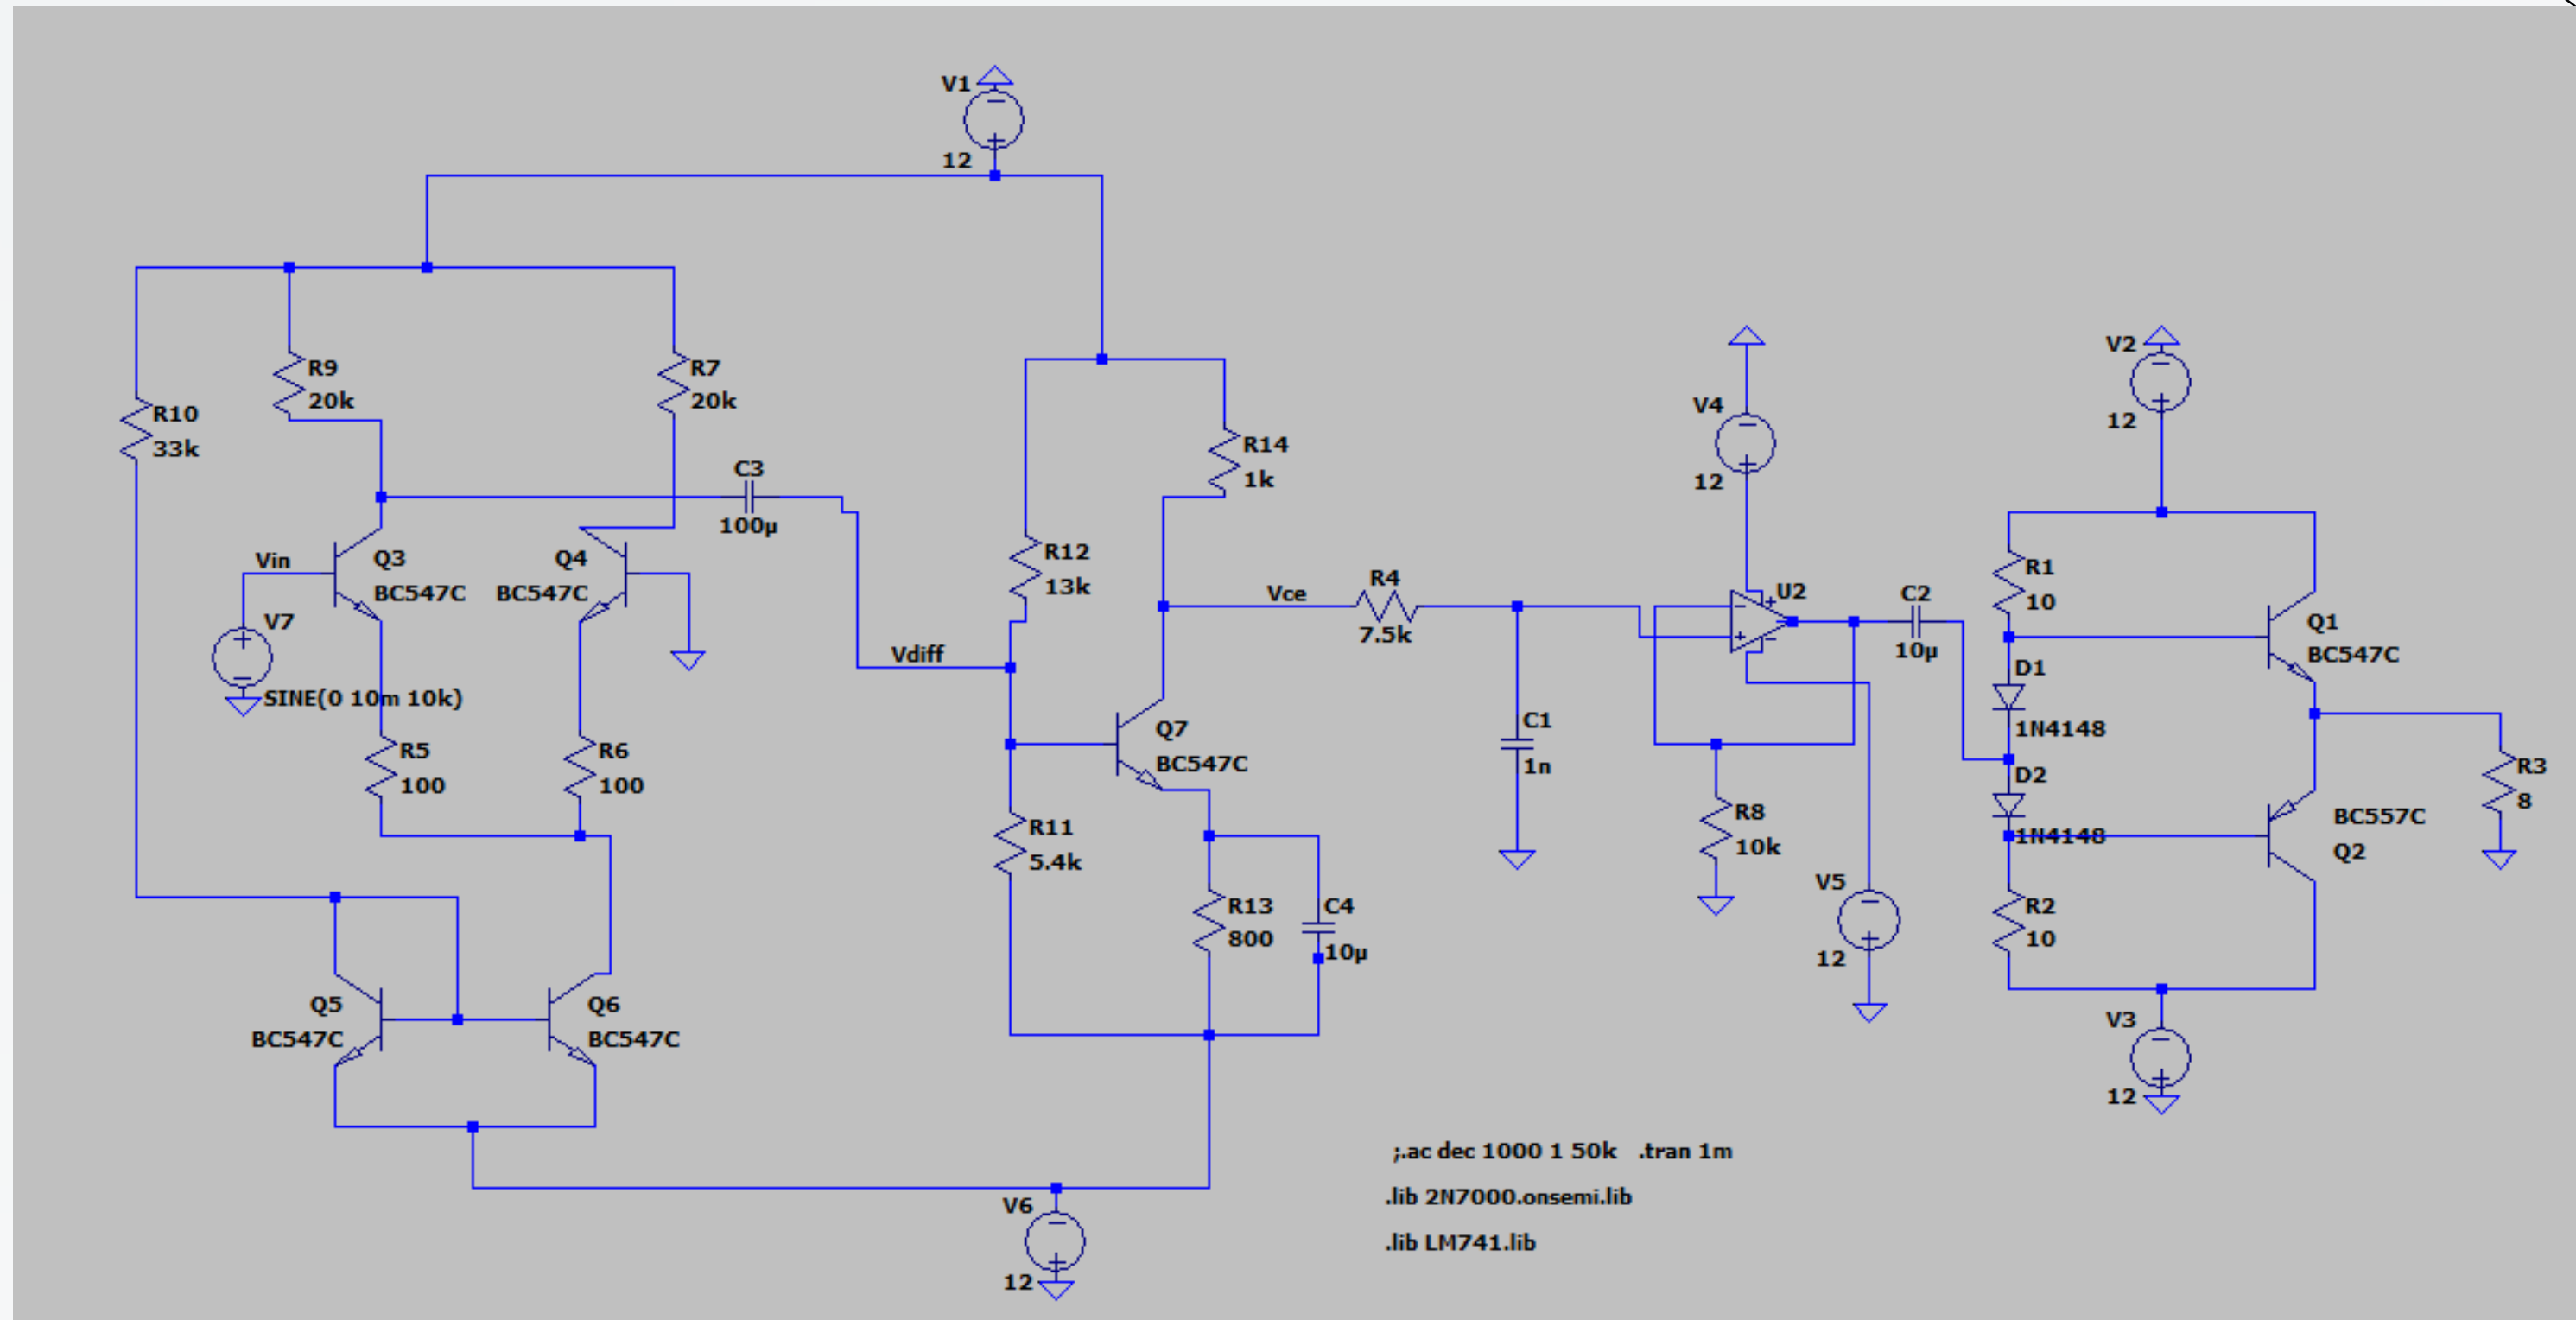 V1
12
R9
20k
R7
20k
R10
33k
C3
100µ
R14
1k
R12
13k
Vin
Q3
BC547C
Q4
BC547C
V7
SINE(0 10m 10k)
Vdiff
Vce
R4
7.5k
V4
12
V2
12
U2
C2
10µ
R1
10
Q1
BC547C
D1
1N4148
D2
1N4148
R5
100
R6
100
Q7
BC547C
C1
1n
R3
8
R11
5.4k
R8
10k
BC557C
Q2
R13
800
C4
10µ
V5
12
R2
10
Q5
BC547C
Q6
BC547C
V3
12
;.ac dec 1000 1 50k .tran 1m
.lib 2N7000.onsemi.lib
.lib LM741.lib
V6
12